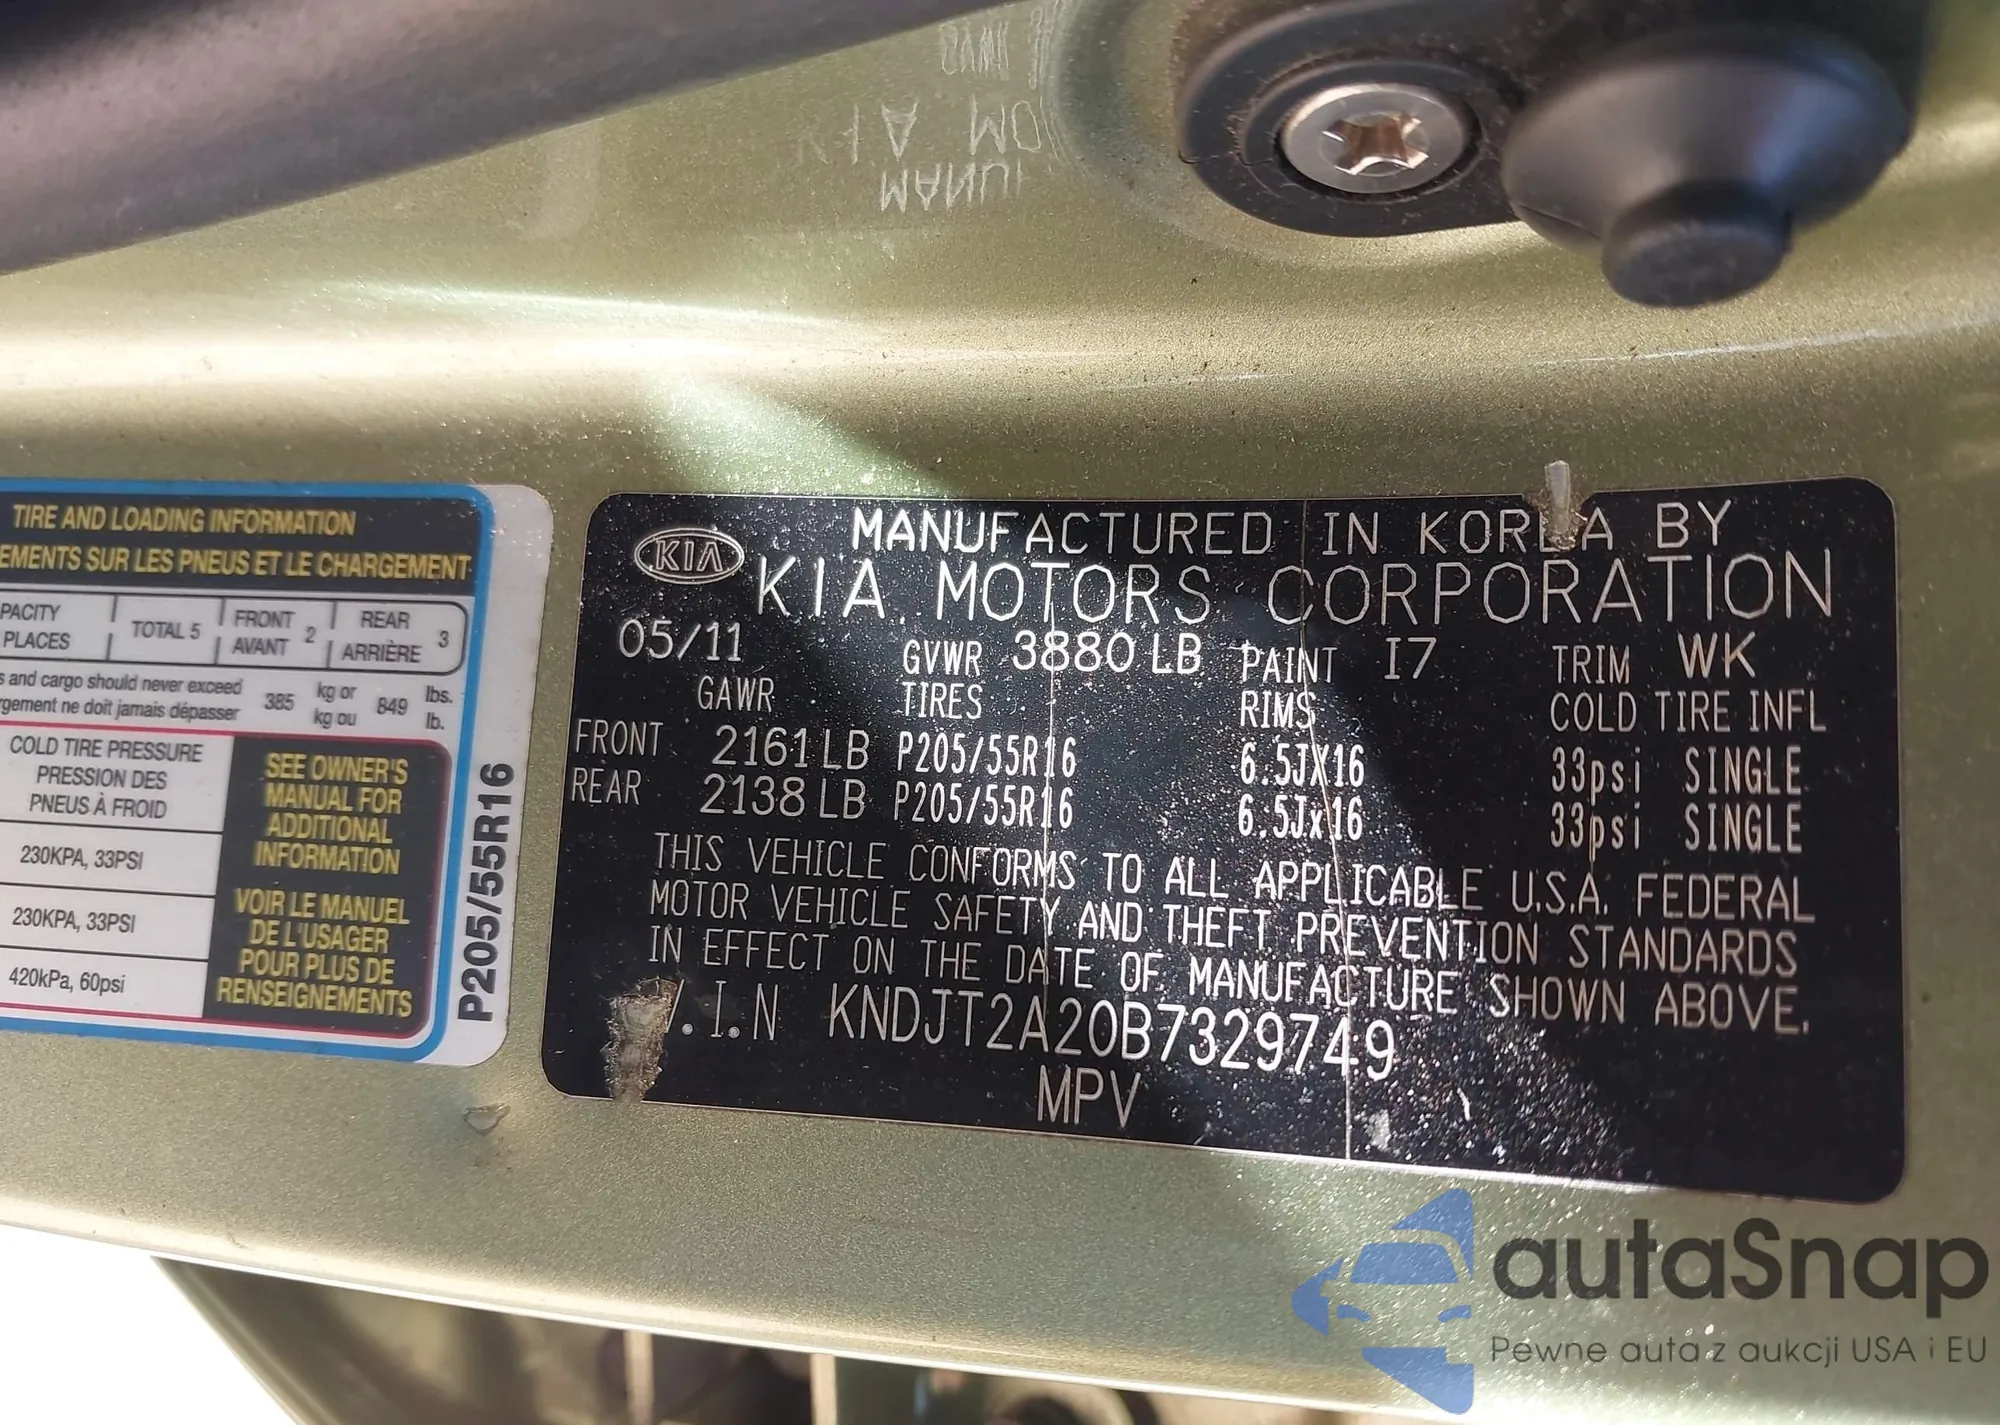 TIRE AND LOADING INFORMATION
EMENTS SUR LES PNEUS ET LE CHARGEMENT
PACITY
PLACES
TOTAL 5
FRONT
AVANT
2
REAR
ARRIÈRE
3
s and cargo should never exceed
rgement ne doit jamais dépasser
385
kg or
kg ou
849
lbs.
lb.
COLD TIRE PRESSURE
PRESSION DES
PNEUS À FROID
230KPA, 33PSI
230KPA, 33PSI
420kPa, 60psi
SEE OWNER'S
MANUAL FOR
ADDITIONAL
INFORMATION
VOIR LE MANUEL
DE L'USAGER
POUR PLUS DE
RENSEIGNEMENTS
P205/55R16
KIA
MANUFACTURED IN KOREA BY
KIA MOTORS CORPORATION
05/11 GVWR 3880 LB PAINT I7 TRIM WK
GAWR TIRES RIMS COLD TIRE INFL
FRONT 2161 LB P205/55R16 6.5JX16 33psi SINGLE
REAR 2138 LB P205/55R16 6.5Jx16 33psi SINGLE
THIS VEHICLE CONFORMS TO ALL APPLICABLE U.S.A. FEDERAL
MOTOR VEHICLE SAFETY AND THEFT PREVENTION STANDARDS
IN EFFECT ON THE DATE OF MANUFACTURE SHOWN ABOVE.
V.I.N KNDJT2A20B7329749
MPV
autaSnap
Pewne auta z aukcji USA i EU